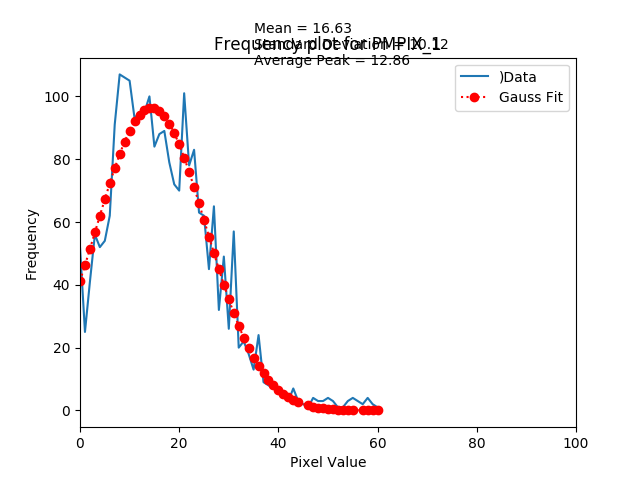 Mean = 16.63
Frequency plot for PMPIX_1
Standard Deviation = 10.12
Average Peak = 12.86
)Data
Gauss Fit
Frequency
100
80
60
40
20
0
0 20 40 60 80 100
Pixel Value